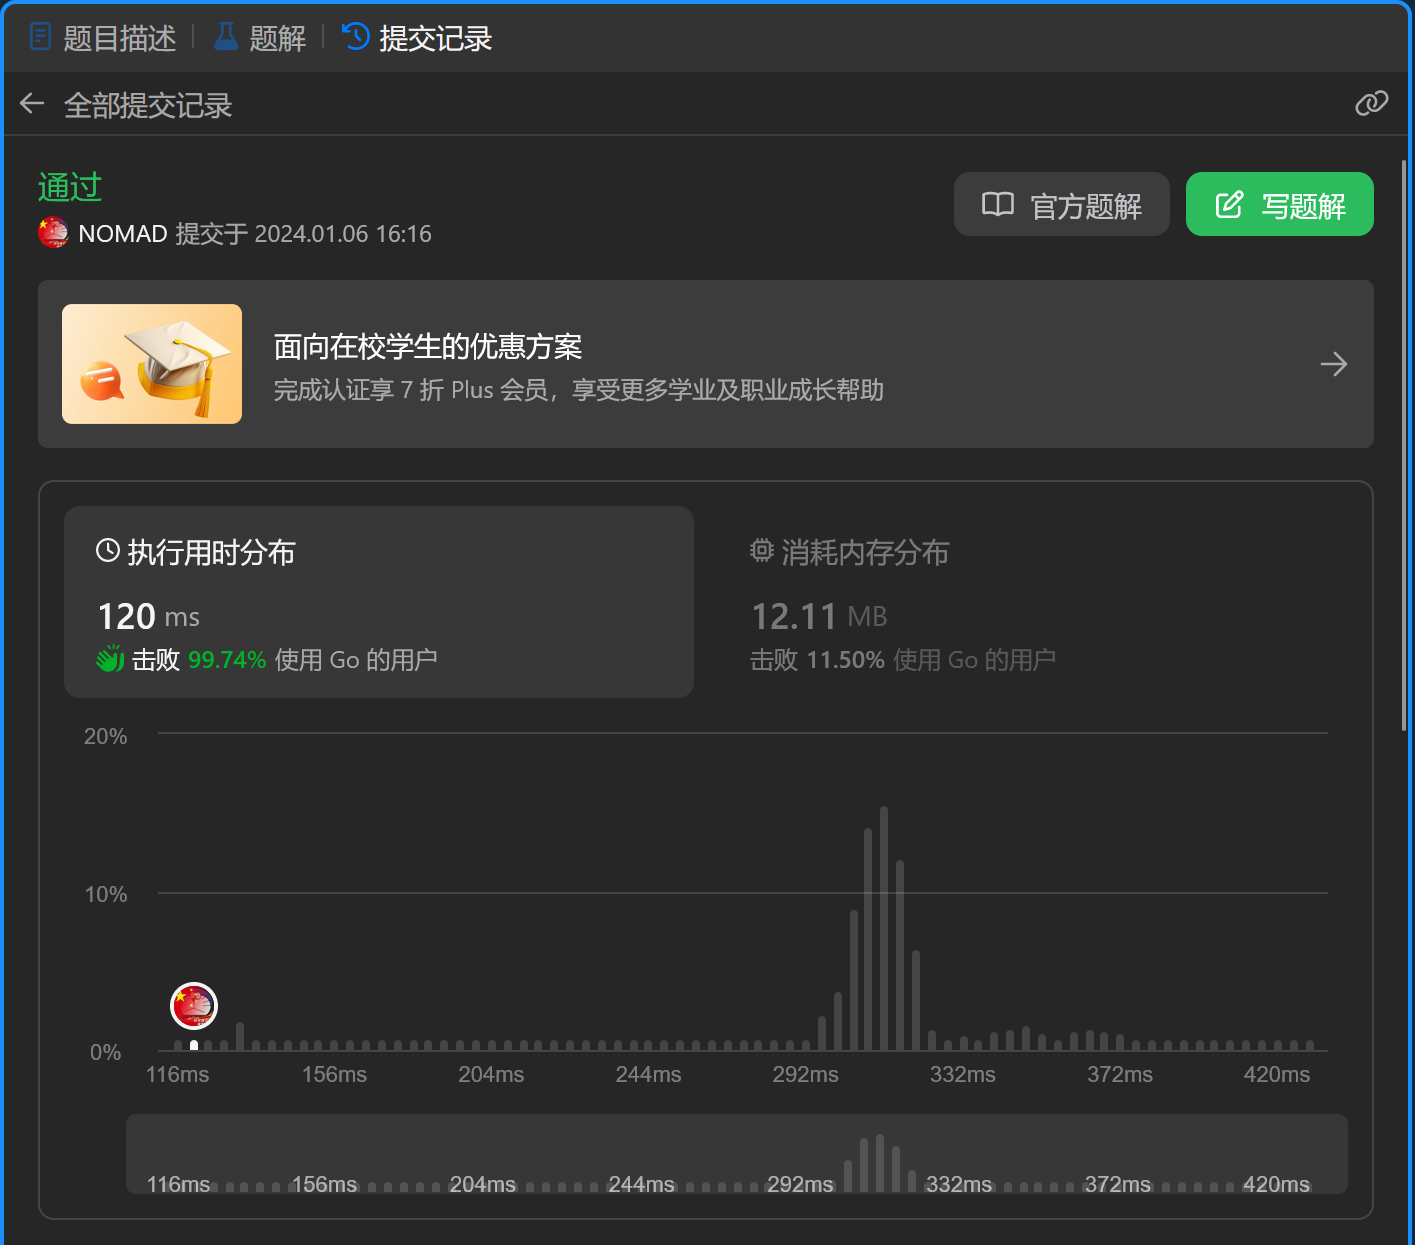 题目描述 题解 提交记录
全部提交记录
通过
NOMAD 提交于 2024.01.06 16:16
官方题解 写题解
面向在校学生的优惠方案
完成认证享 7 折 Plus 会员，享受更多学业及职业成长帮助
执行用时分布
120 ms
击败 99.74% 使用 Go 的用户
消耗内存分布
12.11 MB
击败 11.50% 使用 Go 的用户
20%
10%
0%
116ms 156ms 204ms 244ms 292ms 332ms 372ms 420ms
116ms 156ms 204ms 244ms 292ms 332ms 372ms 420ms